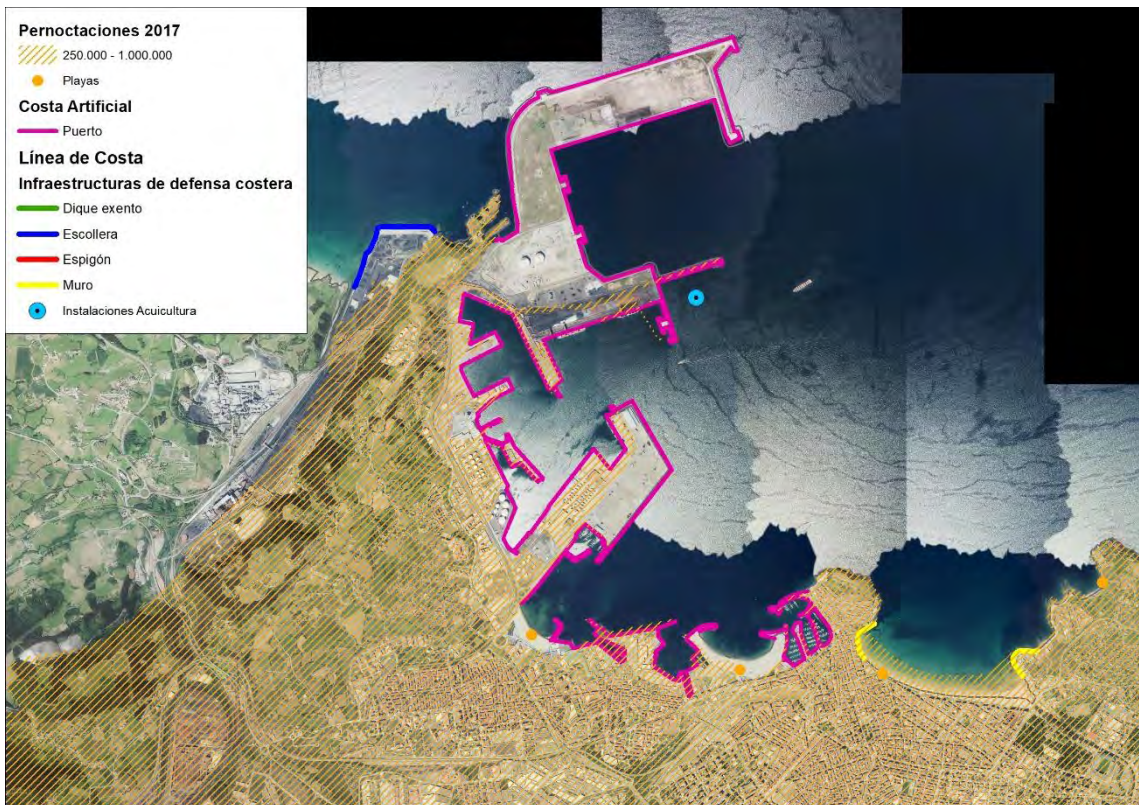 Pernoctaciones 2017
250.000 - 1.000.000
Playas
Costa Artificial
Puerto
Línea de Costa
Infraestructuras de defensa costera
Dique exento
Escollera
Espigón
Muro
Instalaciones Acuicultura